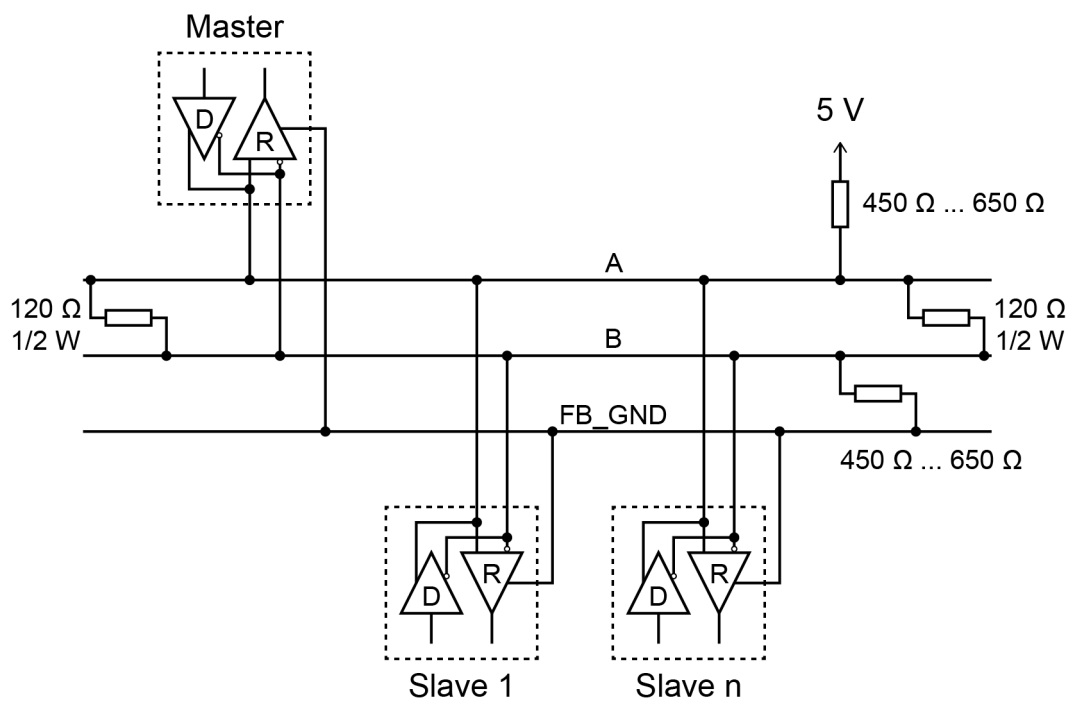 Master
D
R
5 V
450 Ω ... 650 Ω
A
120 Ω
1/2 W
120 Ω
1/2 W
B
FB_GND
450 Ω ... 650 Ω
D
R
D
R
Slave 1
Slave n